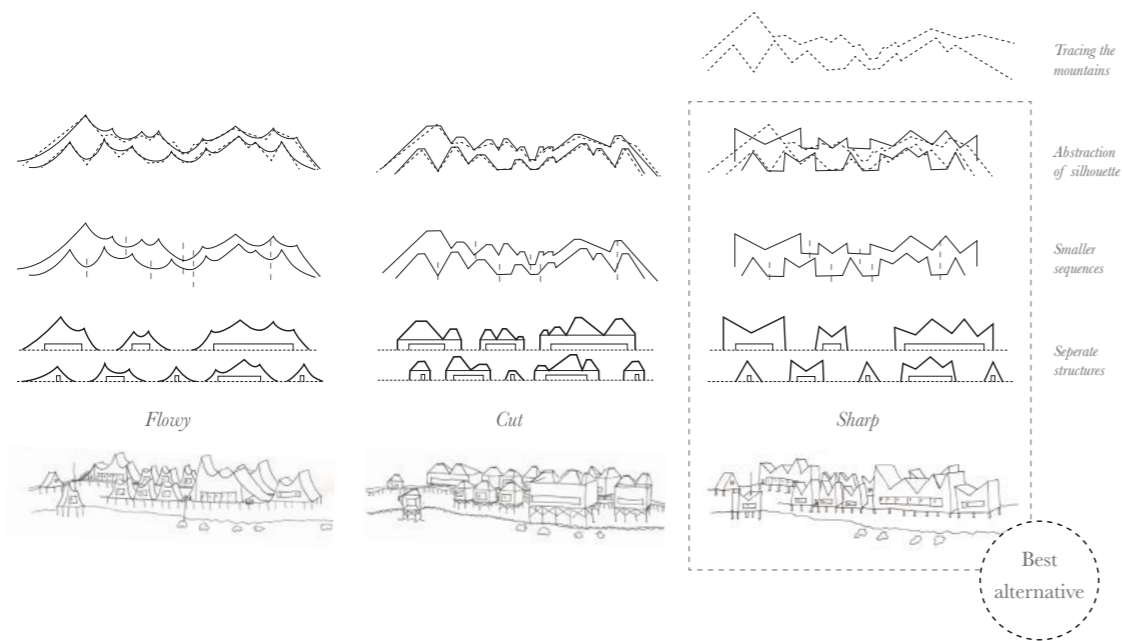 Tracing the
mountains
Abstraction
of silhouette
Smaller
sequences
Seperate
structures
Flowy
Cut
Sharp
Best
alternative